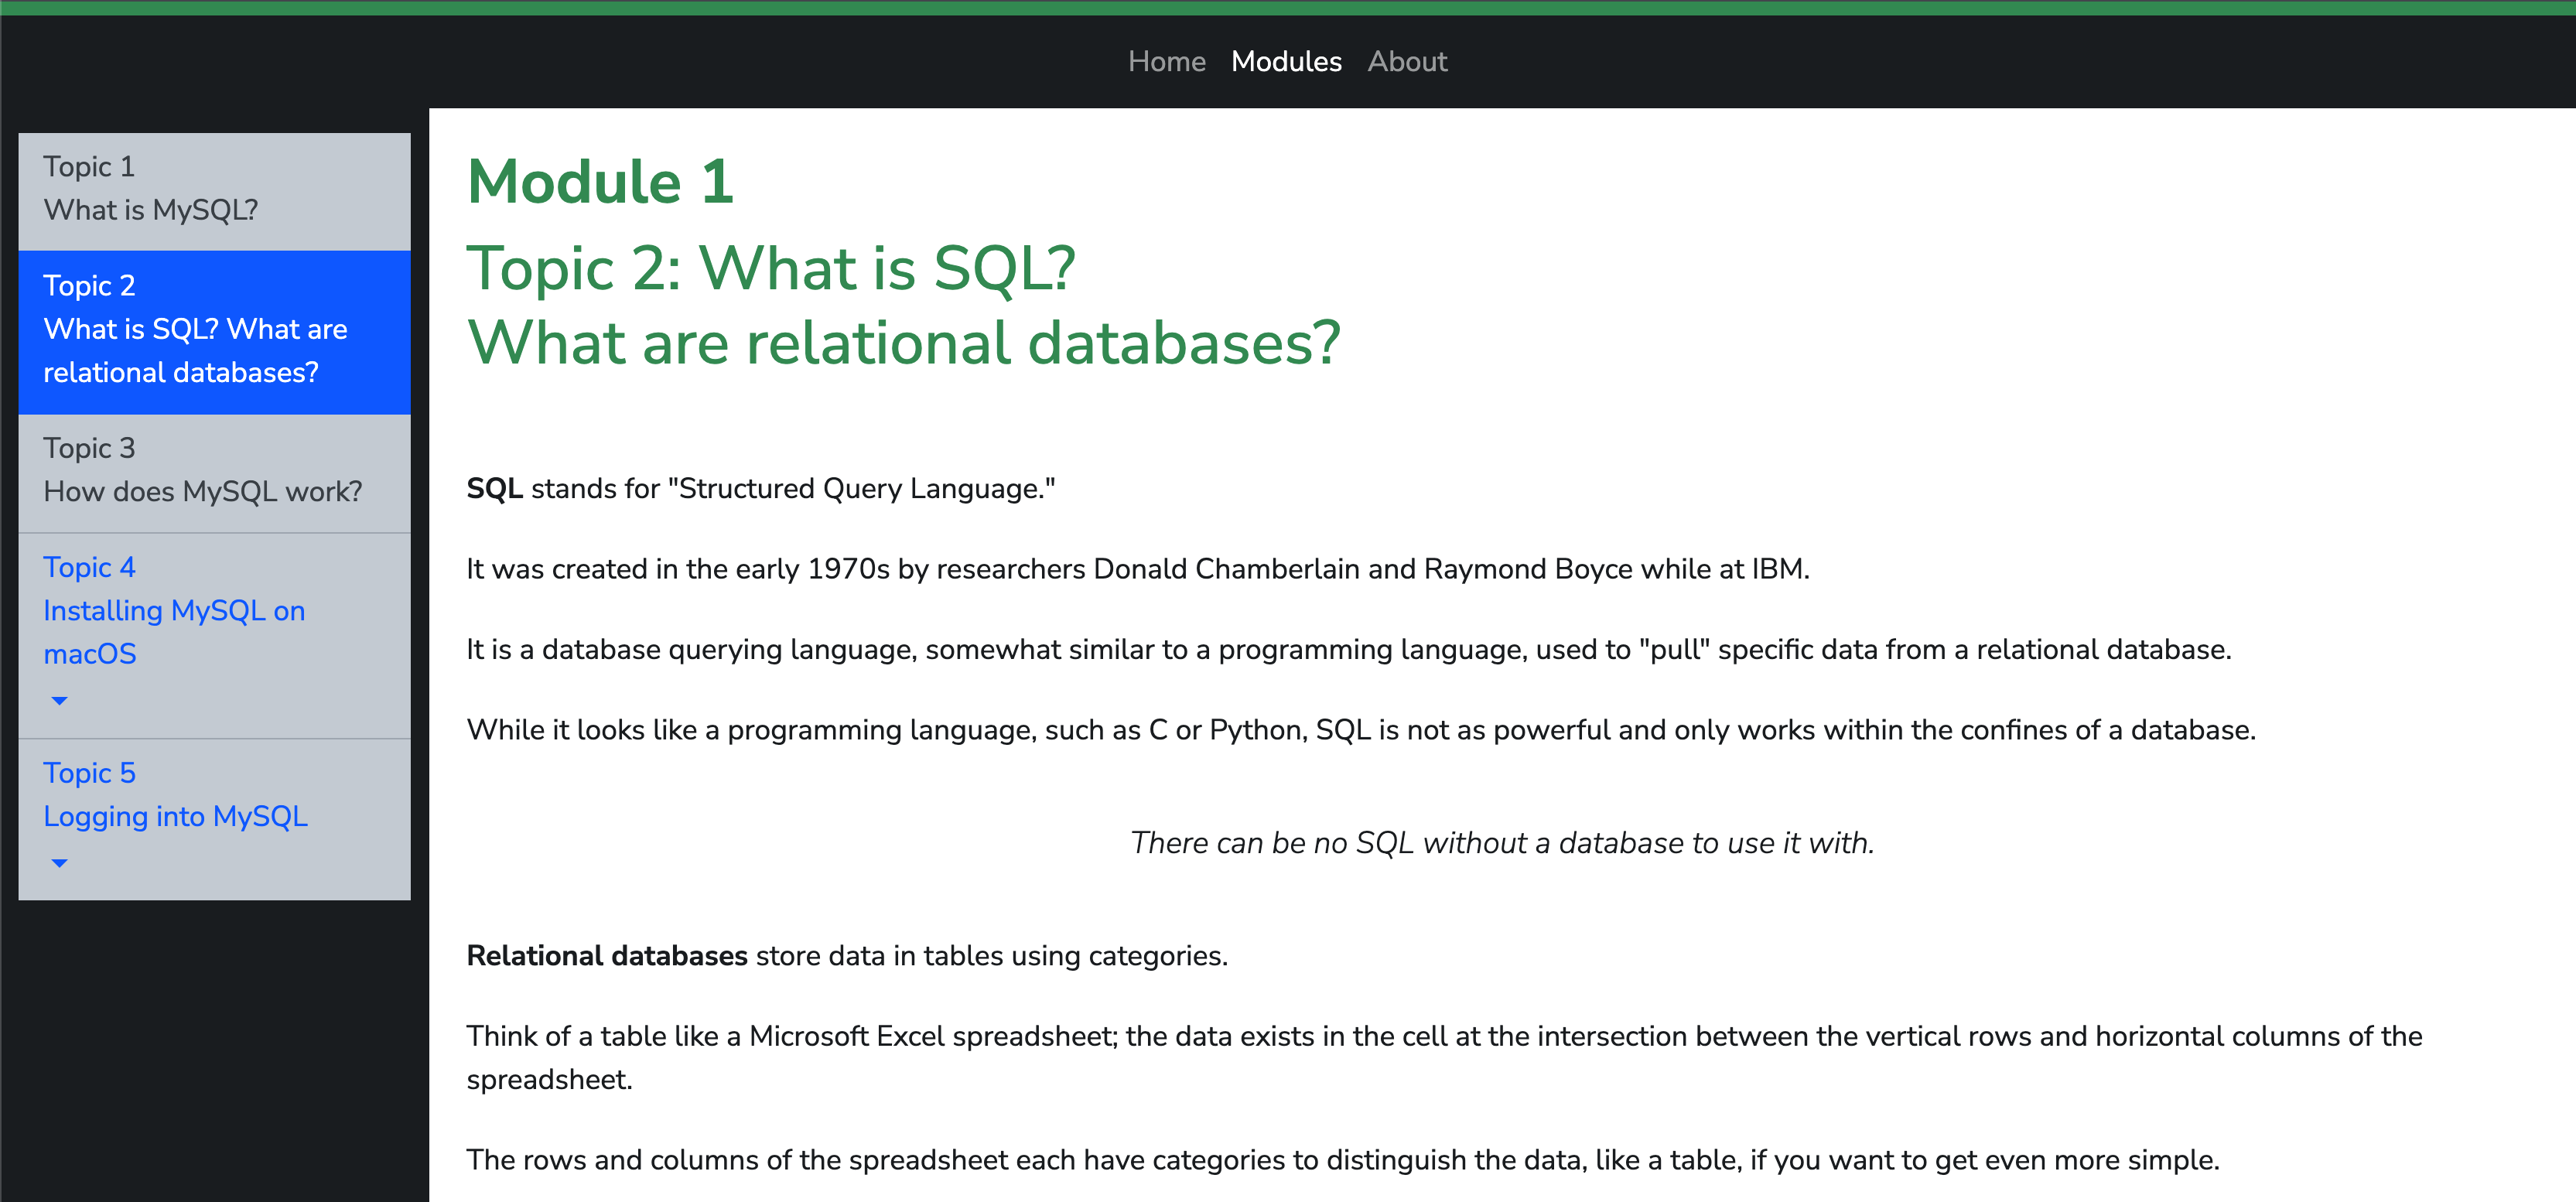 Home Modules About
Topic 1
What is MySQL?
Topic 2
What is SQL? What are
relational databases?
Topic 3
How does MySQL work?
Topic 4
Installing MySQL on
macOS
Topic 5
Logging into MySQL
Module 1
Topic 2: What is SQL?
What are relational databases?
SQL stands for "Structured Query Language."
It was created in the early 1970s by researchers Donald Chamberlain and Raymond Boyce while at IBM.
It is a database querying language, somewhat similar to a programming language, used to "pull" specific data from a relational database.
While it looks like a programming language, such as C or Python, SQL is not as powerful and only works within the confines of a database.
There can be no SQL without a database to use it with.
Relational databases store data in tables using categories.
Think of a table like a Microsoft Excel spreadsheet; the data exists in the cell at the intersection between the vertical rows and horizontal columns of the
spreadsheet.
The rows and columns of the spreadsheet each have categories to distinguish the data, like a table, if you want to get even more simple.